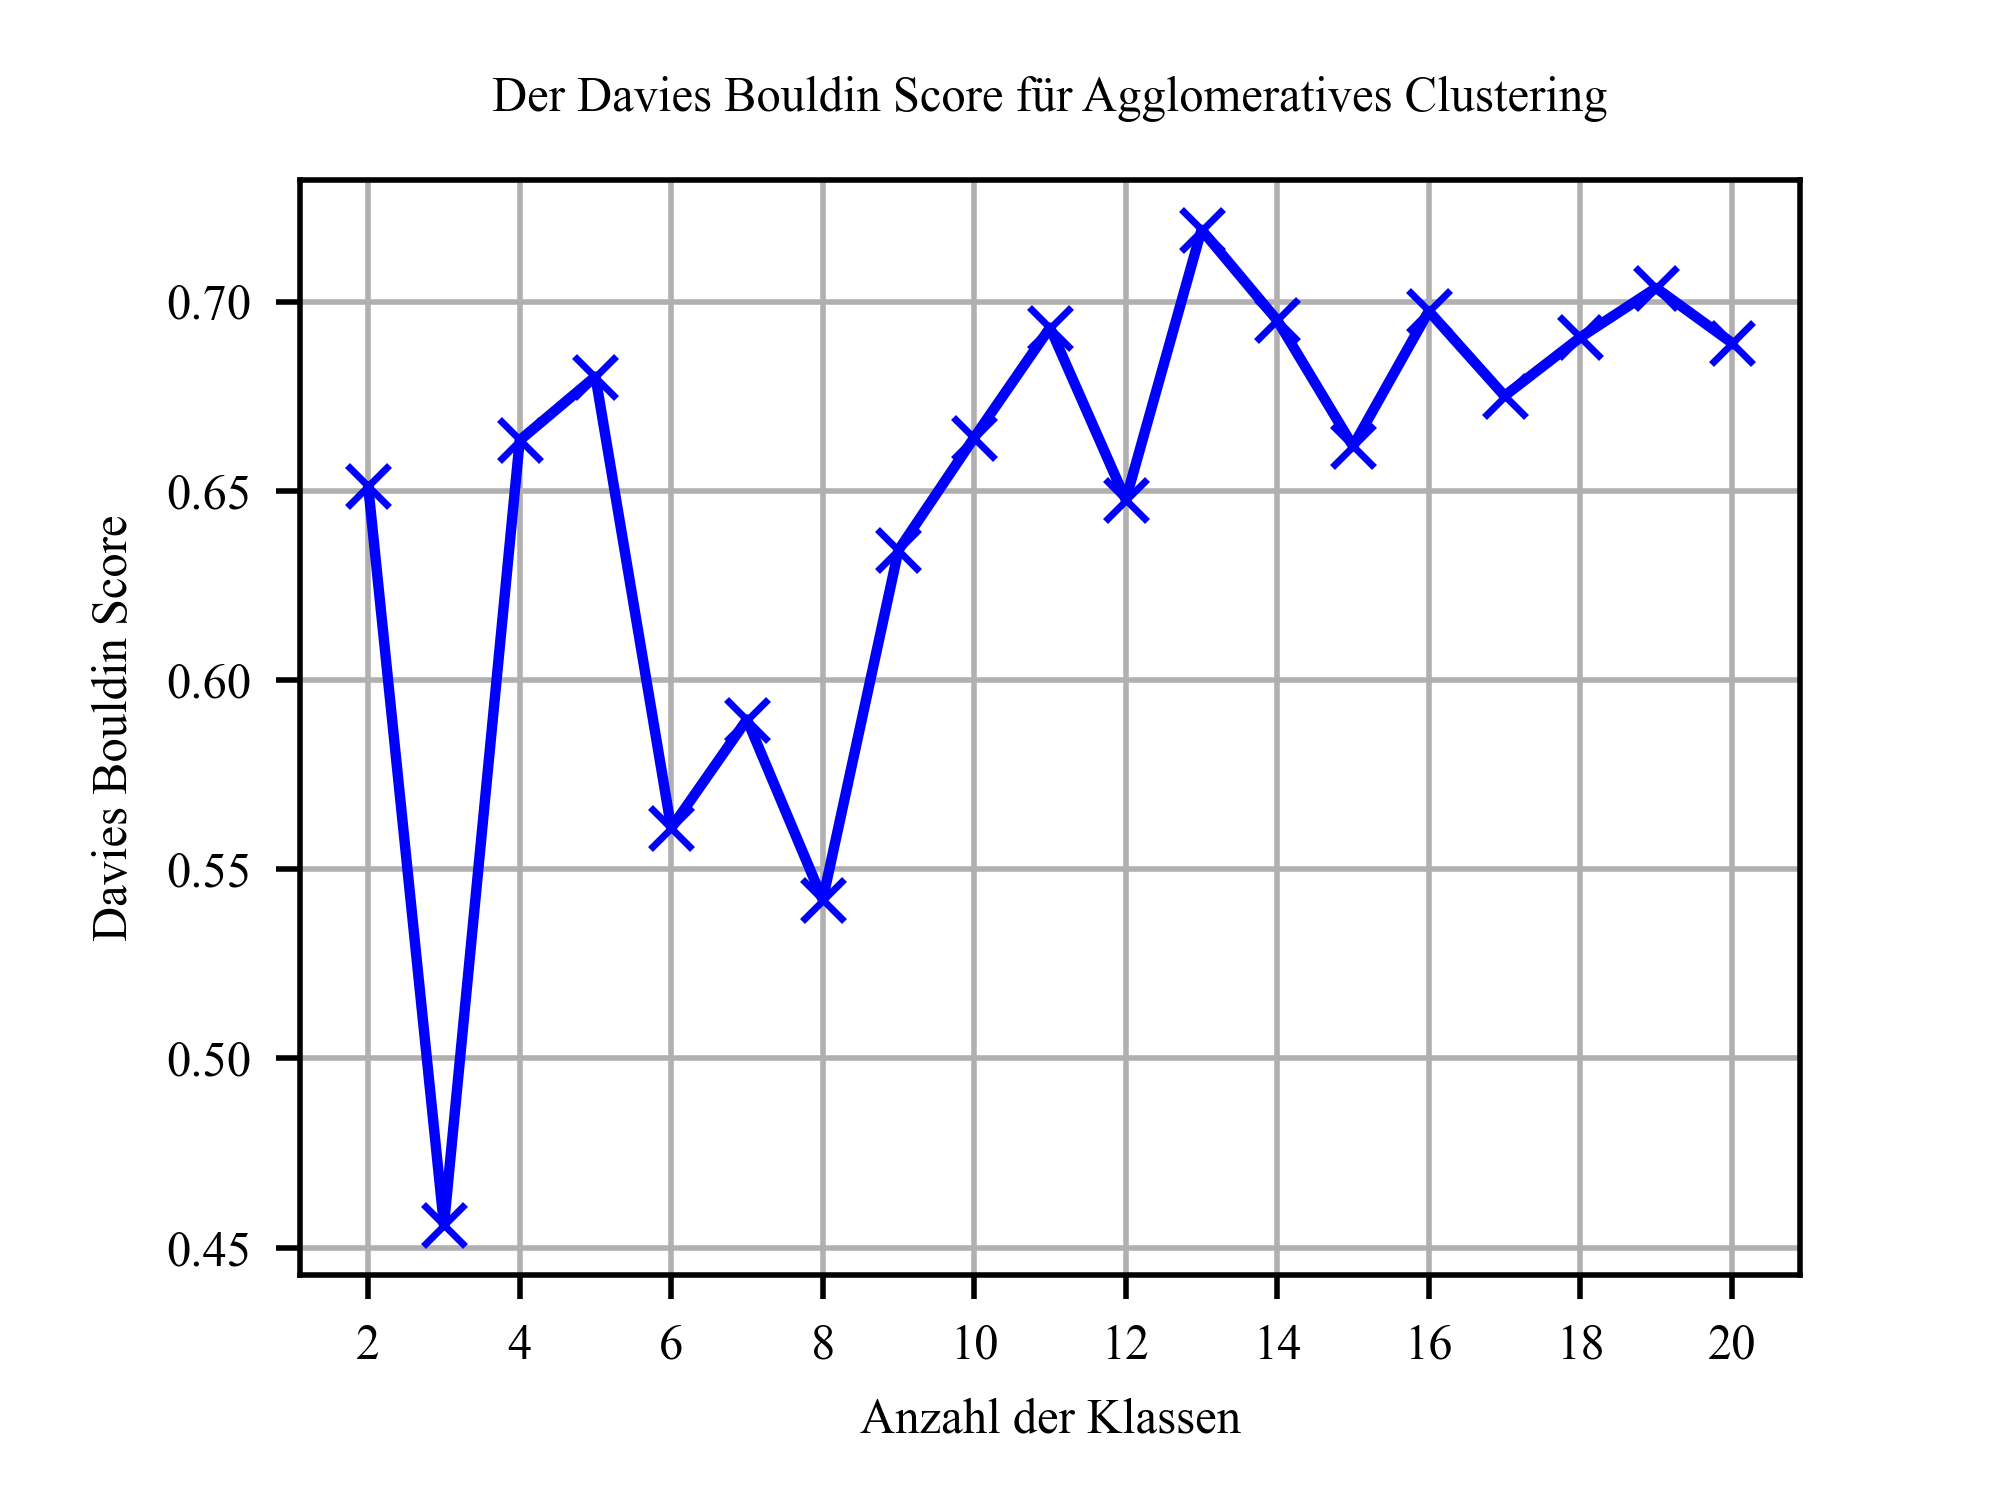 Der Davies Bouldin Score für Agglomeratives Clustering
Davies Bouldin Score
0.70
0.65
0.60
0.55
0.50
0.45
2 4 6 8 10 12 14 16 18 20
Anzahl der Klassen